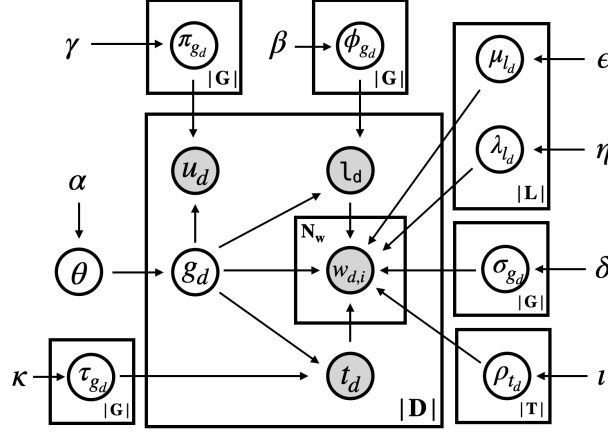 γ π_{g_d} |G| β ϕ_{g_d} |G| μ_{l_d} ϵ
λ_{l_d} η |L|
α u_d l_d
N_w
θ g_d w_{d,i} σ_{g_d} |G| δ
κ τ_{g_d} |G| t_d |D| ρ_{t_d} |T| ι